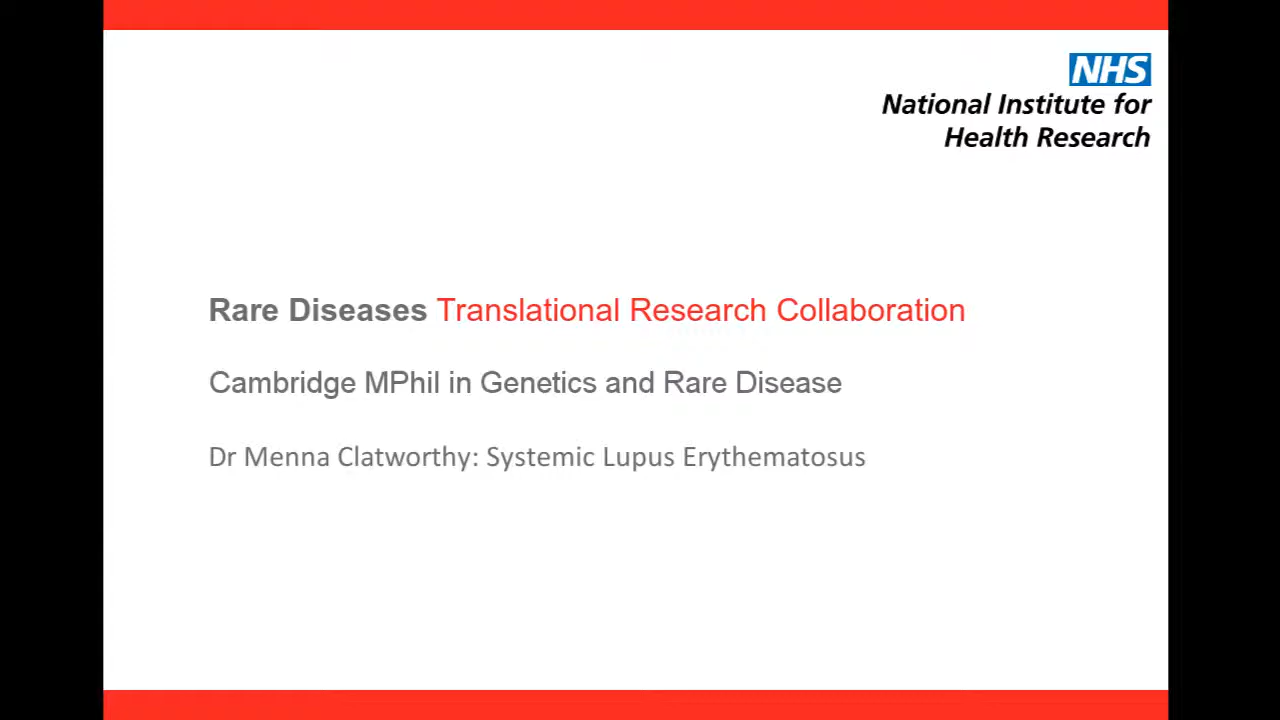 NHS
National Institute for
Health Research
Rare Diseases Translational Research Collaboration
Cambridge MPhil in Genetics and Rare Disease
Dr Menna Clatworthy: Systemic Lupus Erythematosus